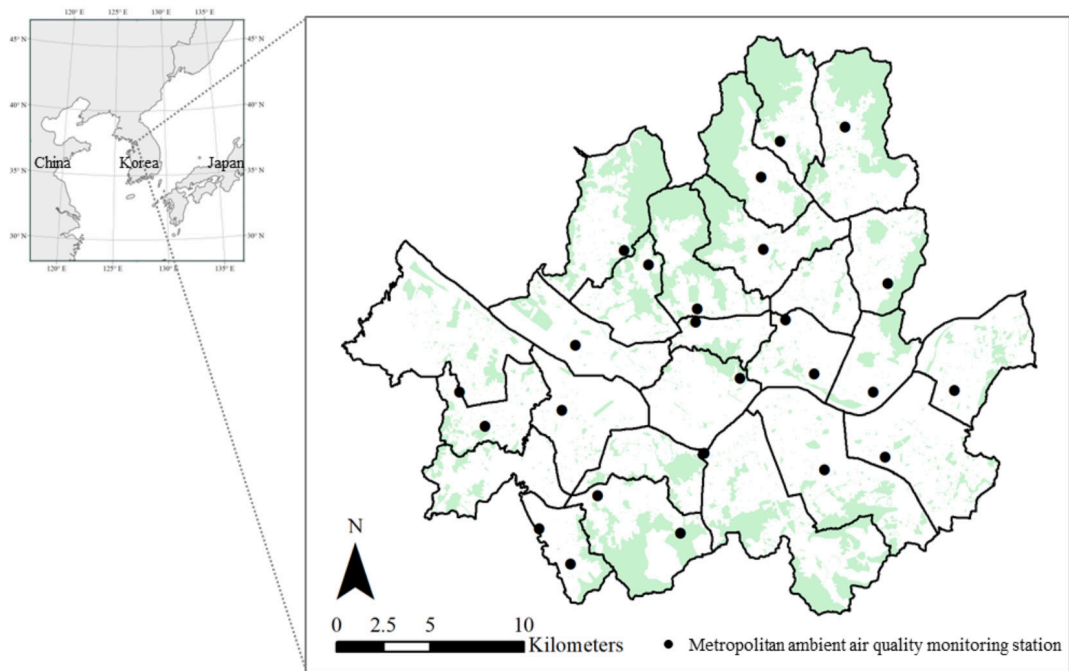 120° E 125° E 130° E 135° E
45° N 45° N
40° N 40° N
China Korea Japan
35° N 35° N
30° N 30° N
120° E 125° E 130° E 135° E
N
0 2.5 5 10
Kilometers
Metropolitan ambient air quality monitoring station